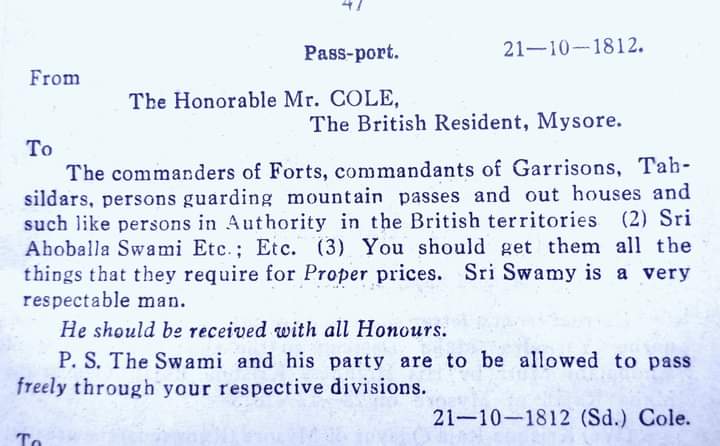 47
Pass-port. 21—10—1812.
From
The Honorable Mr. COLE,
The British Resident, Mysore.
To
The commanders of Forts, commandants of Garrisons, Tah-
sildars, persons guarding mountain passes and out houses and
such like persons in Authority in the British territories (2) Sri
Ahoballa Swami Etc.; Etc. (3) You should get them all the
things that they require for Proper prices. Sri Swamy is a very
respectable man.
He should be received with all Honours.
P. S. The Swami and his party are to be allowed to pass
freely through your respective divisions.
21—10—1812 (Sd.) Cole.
To